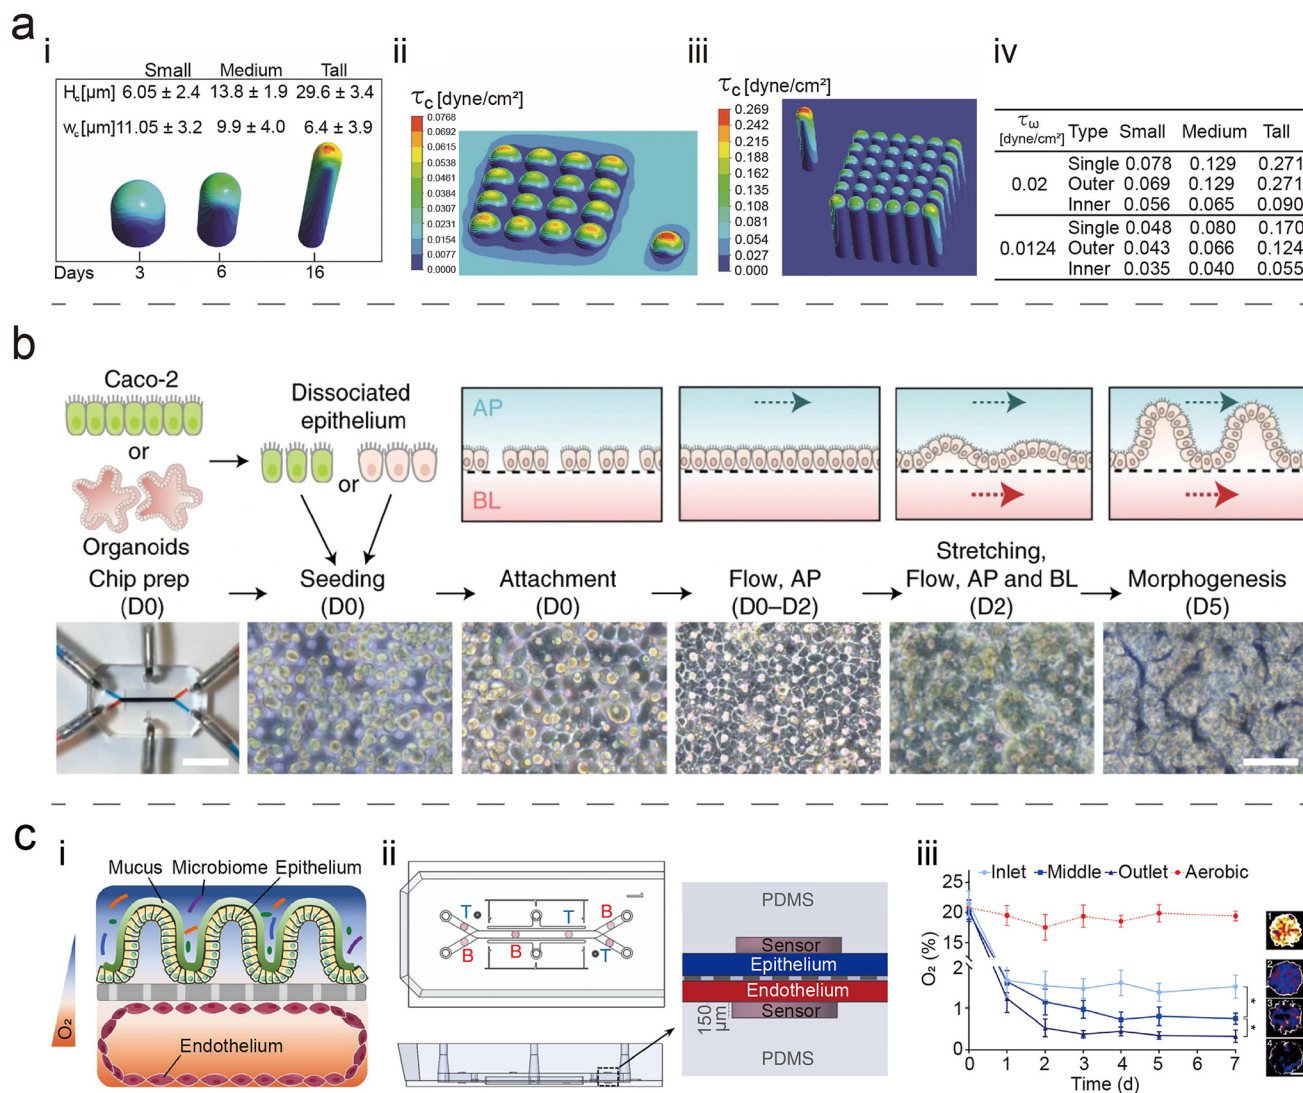 a
i
Small Medium Tall
Hc[µm] 6.05 ± 2.4 13.8 ± 1.9 29.6 ± 3.4
wc[µm] 11.05 ± 3.2 9.9 ± 4.0 6.4 ± 3.9
Days 3 6 16
ii
τc [dyne/cm²]
0.0768
0.0692
0.0615
0.0538
0.0461
0.0384
0.0307
0.0230
0.0154
0.0077
0.0000
iii
τc [dyne/cm²]
0.269
0.242
0.215
0.188
0.162
0.135
0.108
0.081
0.054
0.027
0.000
iv
τω [dyne/cm²] Type Small Medium Tall
Single 0.078 0.129 0.271
0.02 Outer 0.069 0.129 0.271
Inner 0.056 0.065 0.090
Single 0.048 0.080 0.170
0.0124 Outer 0.043 0.066 0.124
Inner 0.035 0.040 0.055
b
Caco-2
or
Organoids
Dissociated
epithelium
or
AP
BL
Chip prep
(D0)
Seeding
(D0)
Attachment
(D0)
Flow, AP
(D0–D2)
Stretching,
Flow, AP and BL
(D2)
Morphogenesis
(D5)
c
i
Mucus Microbiome Epithelium
O₂
Endothelium
ii
T T B
B B T
PDMS
Sensor
Epithelium
Endothelium
Sensor
150
µm
PDMS
iii
Inlet Middle Outlet Aerobic
O₂ (%)
25
20
15
2
1
0
0 1 2 3 4 5 7
Time (d)
*
*
1
2
3
4